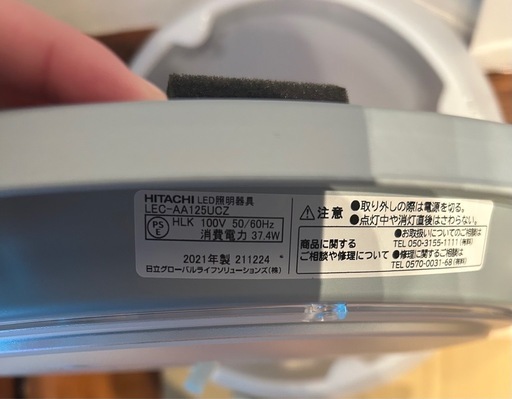 HITACHI LED照明器具
LEC-AA125UCZ
PS
E
HLK 100V 50/60Hz
消費電力 37.4W
2021年製 211224
日立グローバルライフソリューションズ(株)
⚠注意
●取り外しの際は電源を切る。
●点灯中や消灯直後はさわらない。
商品に関する
ご相談や修理について
●お取扱いについてのご相談は
TEL 050-3155-1111 (有料)
●修理に関するご相談は
TEL 0570-0031-68 (有料)